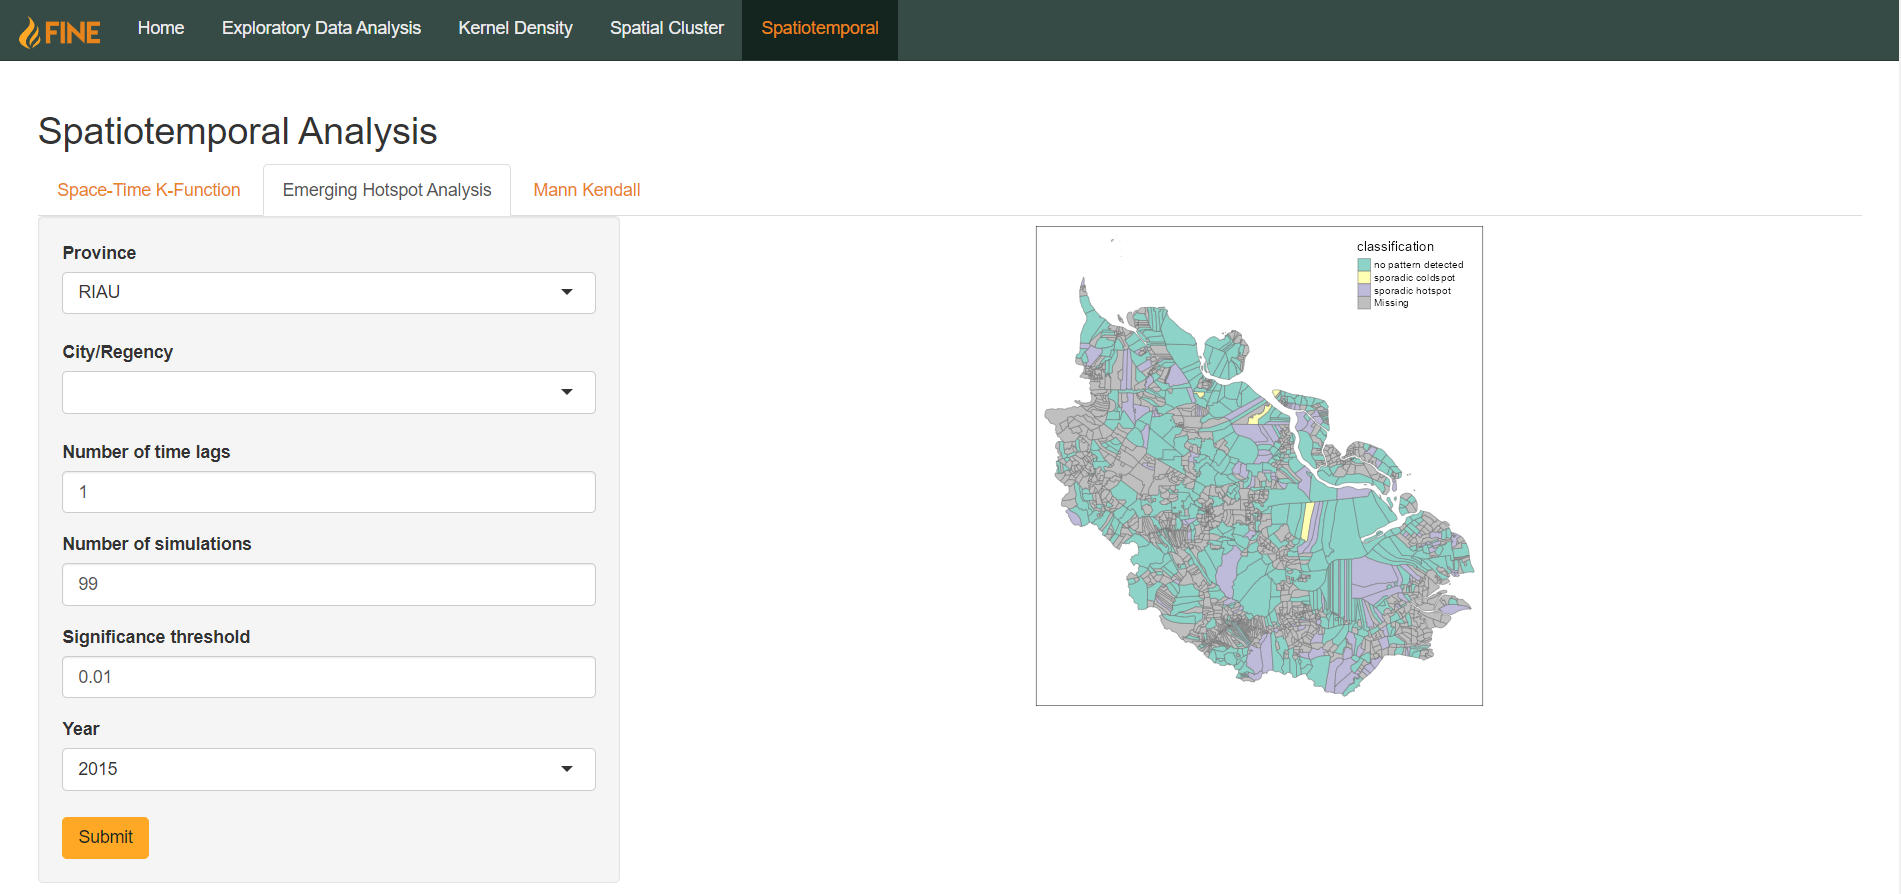 FINE Home Exploratory Data Analysis Kernel Density Spatial Cluster Spatiotemporal
Spatiotemporal Analysis
Space-Time K-Function Emerging Hotspot Analysis Mann Kendall
Province
RIAU
City/Regency
Number of time lags
1
Number of simulations
99
Significance threshold
0.01
Year
2015
Submit
classification
no pattern detected
sporadic coldspot
sporadic hotspot
Missing